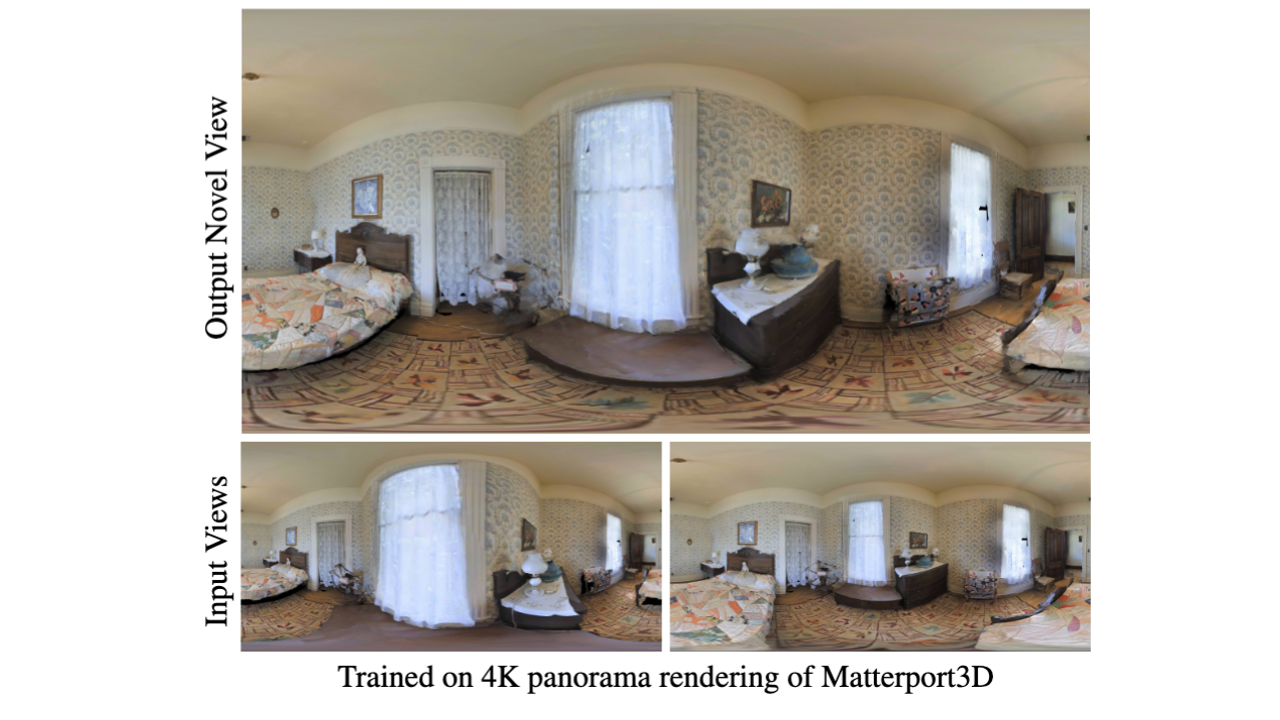 Output Novel View
Input Views
Trained on 4K panorama rendering of Matterport3D